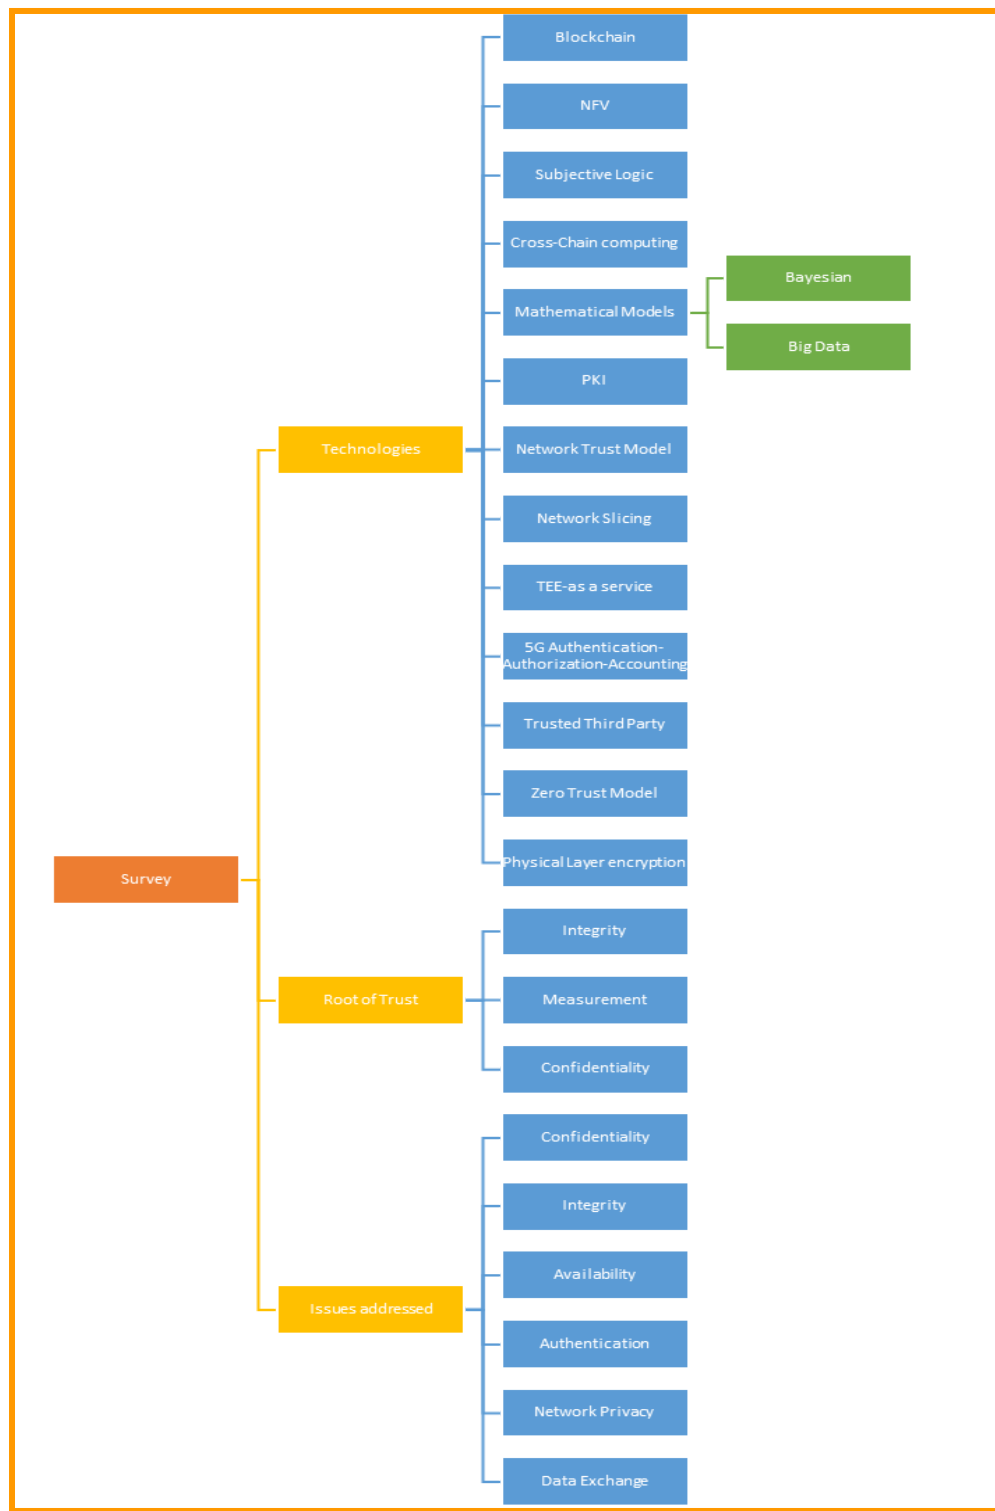 Blockchain
NFV
Subjective Logic
Cross-Chain computing
Bayesian
Mathematical Models
Big Data
PKI
Technologies
Network Trust Model
Network Slicing
TEE-as a service
5G Authentication-
Authorization-Accounting
Trusted Third Party
Zero Trust Model
Physical Layer encryption
Survey
Integrity
Root of Trust
Measurement
Confidentiality
Confidentiality
Integrity
Availability
Issues addressed
Authentication
Network Privacy
Data Exchange